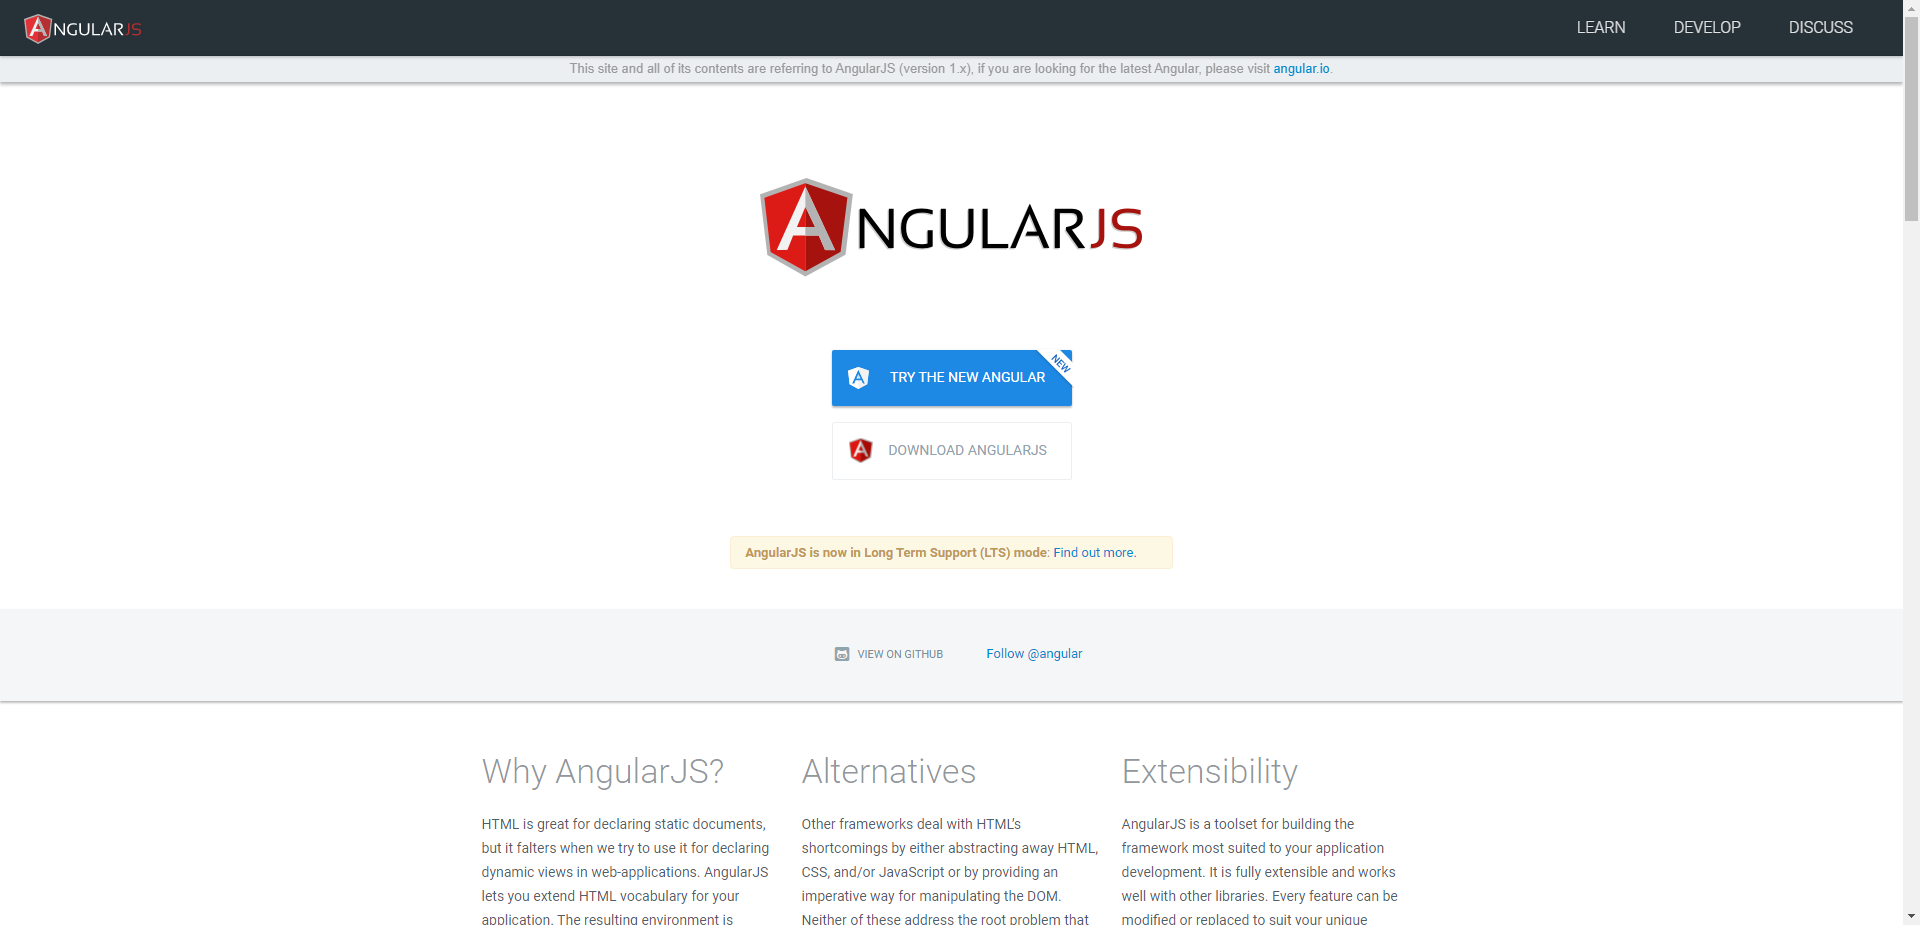 ANGULARJS
LEARN DEVELOP DISCUSS
This site and all of its contents are referring to AngularJS (version 1.x), if you are looking for the latest Angular, please visit angular.io.
ANGULARJS
TRY THE NEW ANGULAR
NEW
DOWNLOAD ANGULARJS
AngularJS is now in Long Term Support (LTS) mode: Find out more.
VIEW ON GITHUB Follow @angular
Why AngularJS?
HTML is great for declaring static documents,
but it falters when we try to use it for declaring
dynamic views in web-applications. AngularJS
lets you extend HTML vocabulary for your
application. The resulting environment is
Alternatives
Other frameworks deal with HTML’s
shortcomings by either abstracting away HTML,
CSS, and/or JavaScript or by providing an
imperative way for manipulating the DOM.
Neither of these address the root problem that
Extensibility
AngularJS is a toolset for building the
framework most suited to your application
development. It is fully extensible and works
well with other libraries. Every feature can be
modified or replaced to suit your unique